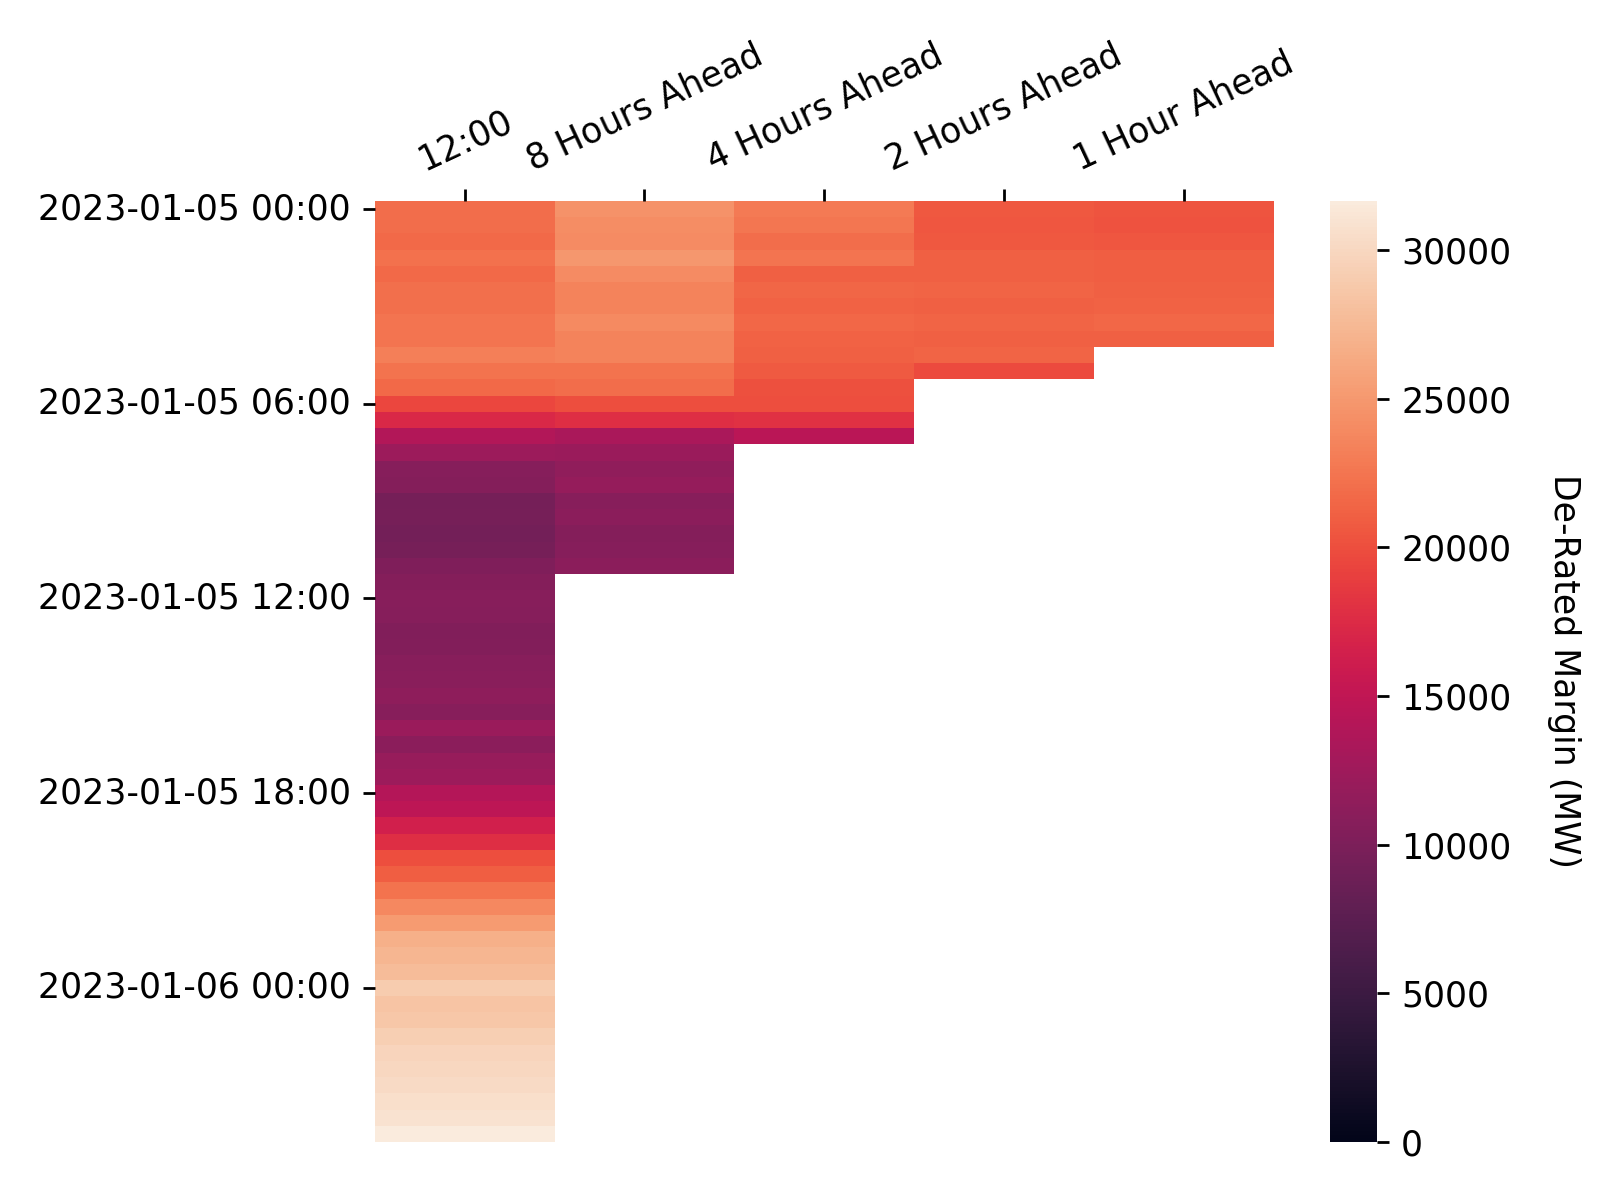 12:00
8 Hours Ahead
4 Hours Ahead
2 Hours Ahead
1 Hour Ahead
2023-01-05 00:00
2023-01-05 06:00
2023-01-05 12:00
2023-01-05 18:00
2023-01-06 00:00
30000
25000
20000
15000
10000
5000
0
De-Rated Margin (MW)